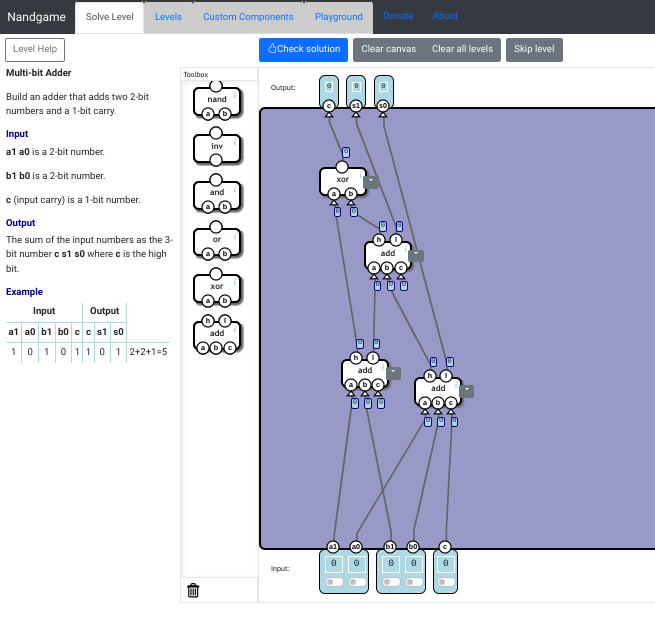 Nandgame
Solve Level
Levels
Custom Components
Playground
Donate
About
Level Help
Check solution
Clear canvas
Clear all levels
Skip level
Multi-bit Adder
Build an adder that adds two 2-bit
numbers and a 1-bit carry.
Input
a1 a0 is a 2-bit number.
b1 b0 is a 2-bit number.
c (input carry) is a 1-bit number.
Output
The sum of the input numbers as the 3-
bit number c s1 s0 where c is the high
bit.
Example
Input Output
a1 a0 b1 b0 c c s1 s0
1 0 1 0 1 1 0 1 2+2+1=5
Toolbox
nand
a b
inv
and
a b
or
a b
xor
a b
h l
add
a b c
Output:
0 0 0
c s1 s0
0
xor
a b
0 0
0 0
h l
add
a b c
0 0 0
0 0
h l
add
a b c
0 0 0
0 0
h l
add
a b c
0 0 0
a1 a0 b1 b0 c
Input:
0 0 0 0 0